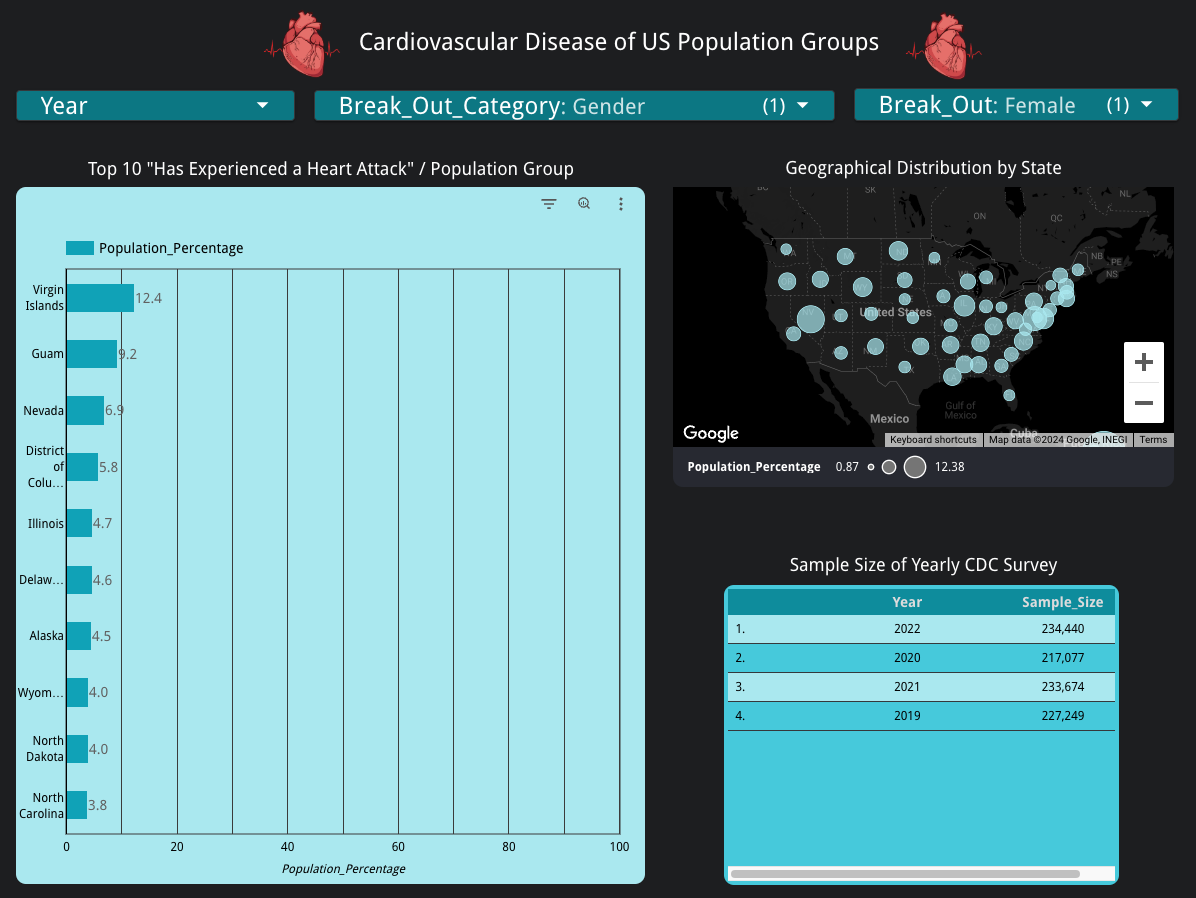 Cardiovascular Disease of US Population Groups
Year
Break_Out_Category: Gender (1)
Break_Out: Female (1)
Top 10 "Has Experienced a Heart Attack" / Population Group
Population_Percentage
Virgin
Islands
12.4
Guam
9.2
Nevada
6.9
District
of
Colu…
5.8
Illinois
4.7
Delaw…
4.6
Alaska
4.5
Wyom…
4.0
North
Dakota
4.0
North
Carolina
3.8
0 20 40 60 80 100
Population_Percentage
Geographical Distribution by State
BC
SK
NL
ON
QC
NB
PE
NS
United States
Mexico
Gulf of
Mexico
Cuba
Google
Keyboard shortcuts
Map data ©2024 Google, INEGI
Terms
Population_Percentage 0.87 12.38
Sample Size of Yearly CDC Survey
Year Sample_Size
1. 2022 234,440
2. 2020 217,077
3. 2021 233,674
4. 2019 227,249